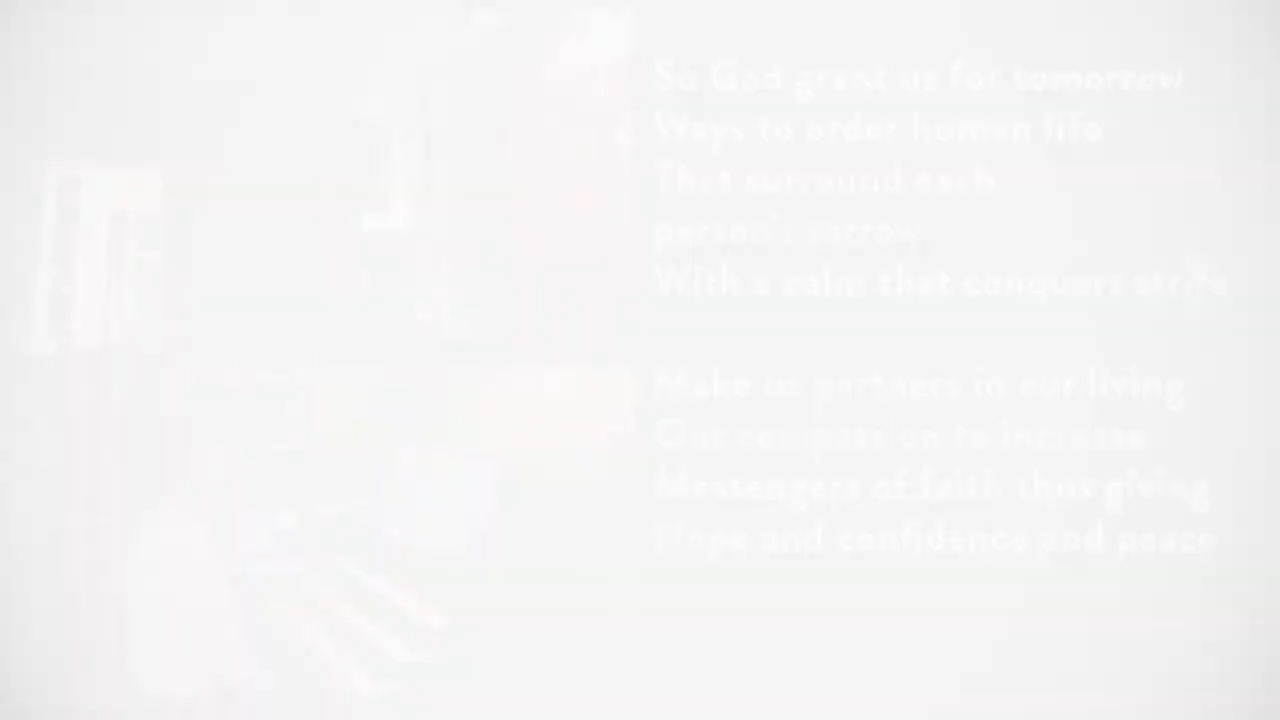 So God grant us for tomorrow
Ways to order human life
That surround each
person's sorrow
With a calm that conquers strife
Make us partners in our living
Our compassion to increase
Messengers of faith thus giving
Hope and confidence and peace